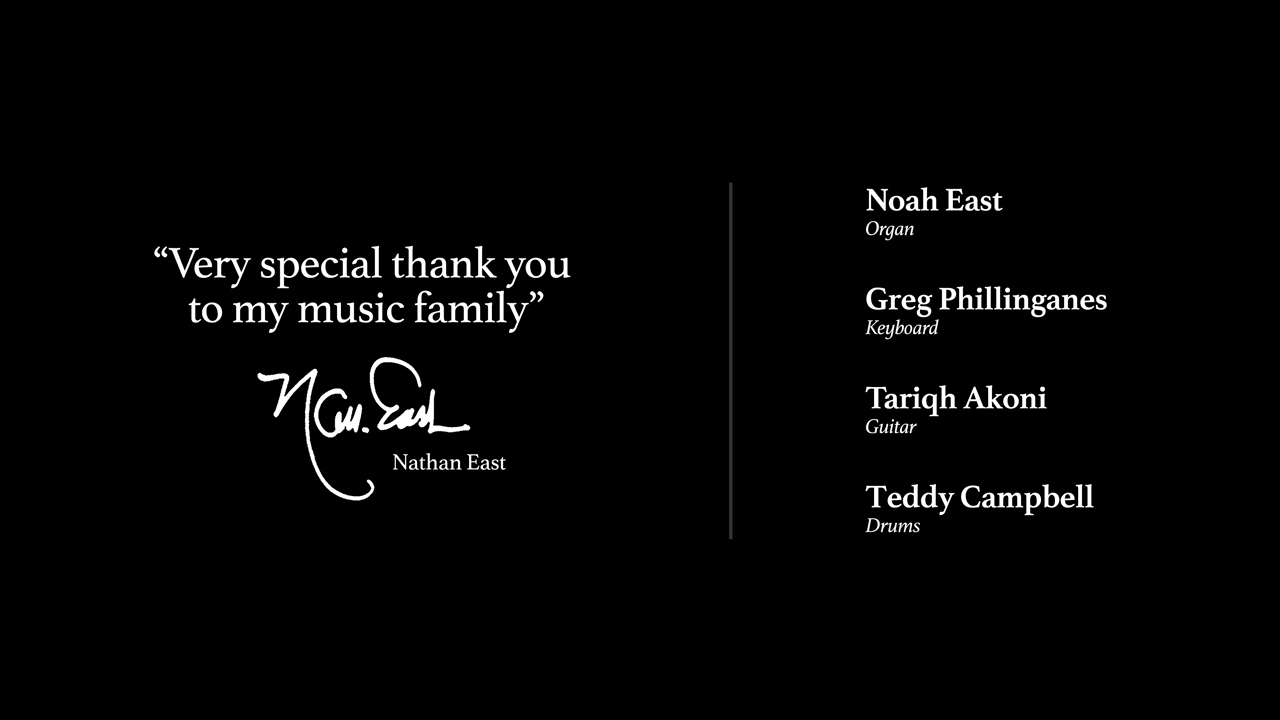 “Very special thank you
to my music family”
Nathan East
Noah East
Organ
Greg Phillinganes
Keyboard
Tariqh Akoni
Guitar
Teddy Campbell
Drums